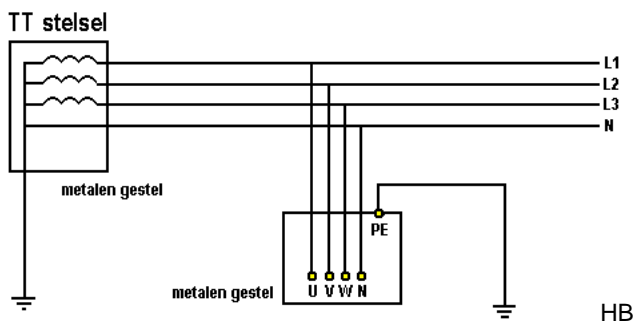 TT stelsel
L1
L2
L3
N
metalen gestel
PE
metalen gestel
U V W N
HB